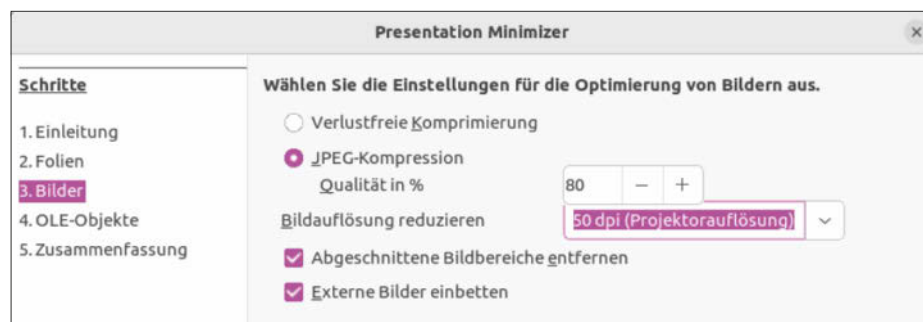 Presentation Minimizer
Schritte
1. Einleitung
2. Folien
3. Bilder
4. OLE-Objekte
5. Zusammenfassung
Wählen Sie die Einstellungen für die Optimierung von Bildern aus.
Verlustfreie Komprimierung
JPEG-Kompression
Qualität in % 80 − +
Bildauflösung reduzieren 50 dpi (Projektorauflösung)
Abgeschnittene Bildbereiche entfernen
Externe Bilder einbetten